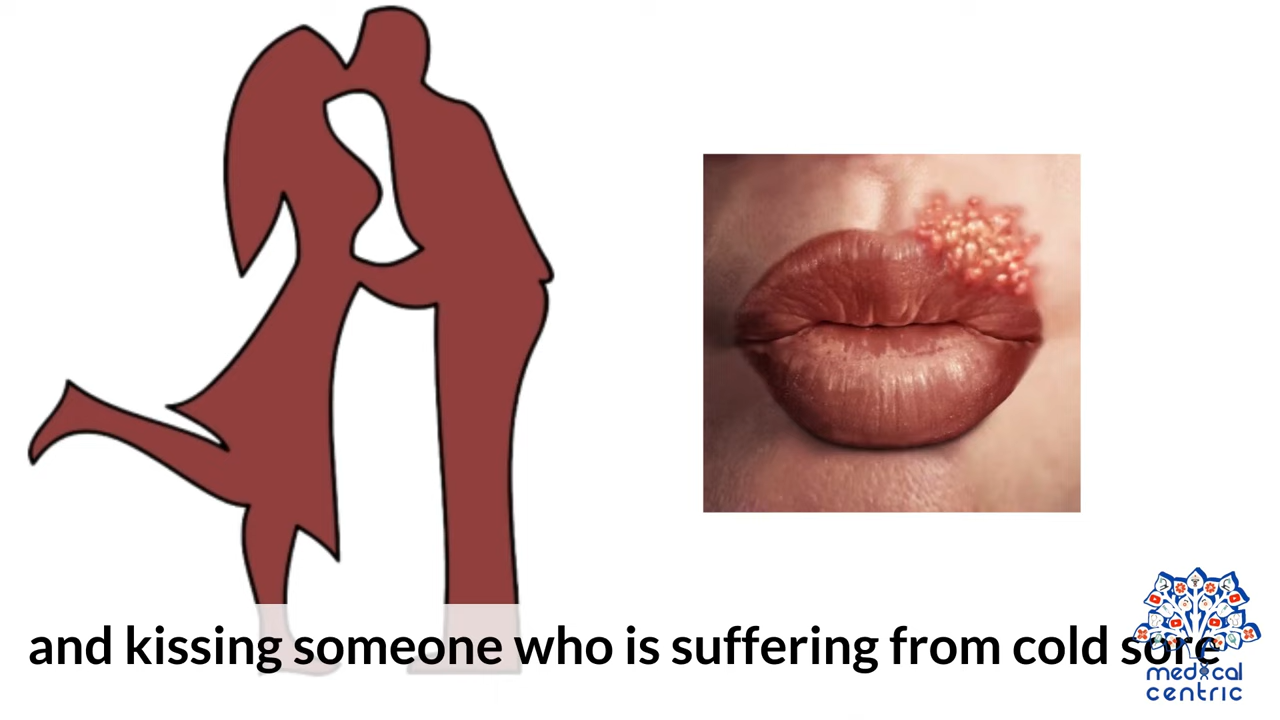 and kissing someone who is suffering from cold sore
medical
centric